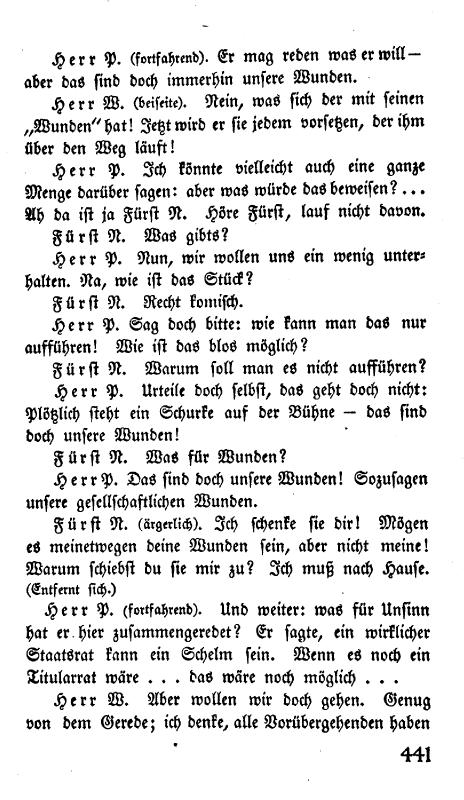 Herr P. (fortfahrend). Er mag reden was er will—
aber das sind doch immerhin unsere Wunden.
Herr W. (beiseite). Nein, was sich der mit seinen
„Wunden“ hat! Jetzt wird er sie jedem vorsetzen, der ihm
über den Weg läuft!
Herr P. Ich könnte vielleicht auch eine ganze
Menge darüber sagen: aber was würde das beweisen? ...
Ah da ist ja Fürst N. Höre Fürst, lauf nicht davon.
Fürst N. Was gibts?
Herr P. Nun, wir wollen uns ein wenig unter-
halten. Na, wie ist das Stück?
Fürst N. Recht komisch.
Herr P. Sag doch bitte: wie kann man das nur
aufführen! Wie ist das blos möglich?
Fürst N. Warum soll man es nicht aufführen?
Herr P. Urteile doch selbst, das geht doch nicht:
Plötzlich steht ein Schurke auf der Bühne — das sind
doch unsere Wunden!
Fürst N. Was für Wunden?
Herr P. Das sind doch unsere Wunden! Sozusagen
unsere gesellschaftlichen Wunden.
Fürst N. (ärgerlich). Ich schenke sie dir! Mögen
es meinetwegen deine Wunden sein, aber nicht meine!
Warum schiebst du sie mir zu? Ich muß nach Hause.
(Entfernt sich.)
Herr P. (fortfahrend). Und weiter: was für Unsinn
hat er hier zusammengeredet? Er sagte, ein wirklicher
Staatsrat kann ein Schelm sein. Wenn es noch ein
Titularrat wäre . . . das wäre noch möglich . . .
Herr W. Aber wollen wir doch gehen. Genug
von dem Gerede; ich denke, alle Vorübergehenden haben
441